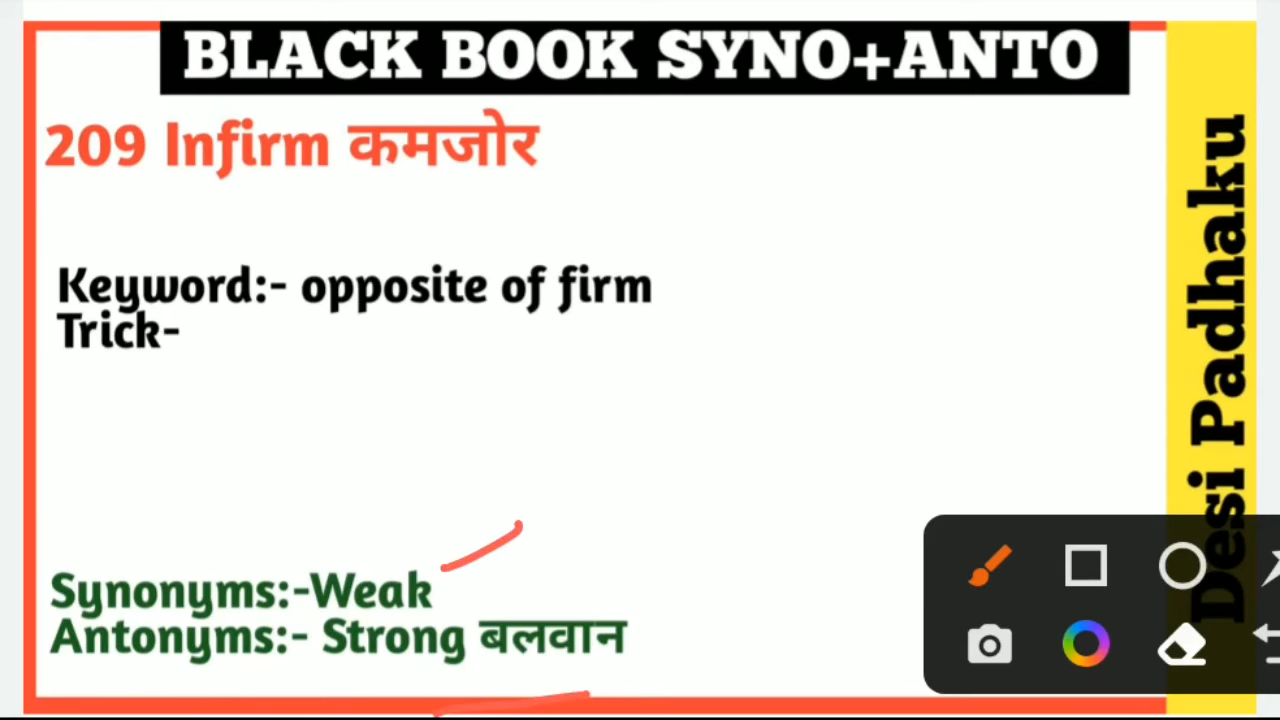 BLACK BOOK SYNO+ANTO
209 Infirm कमजोर
Keyword:- opposite of firm
Trick-
Synonyms:-Weak
Antonyms:- Strong बलवान
Desi Padhaku